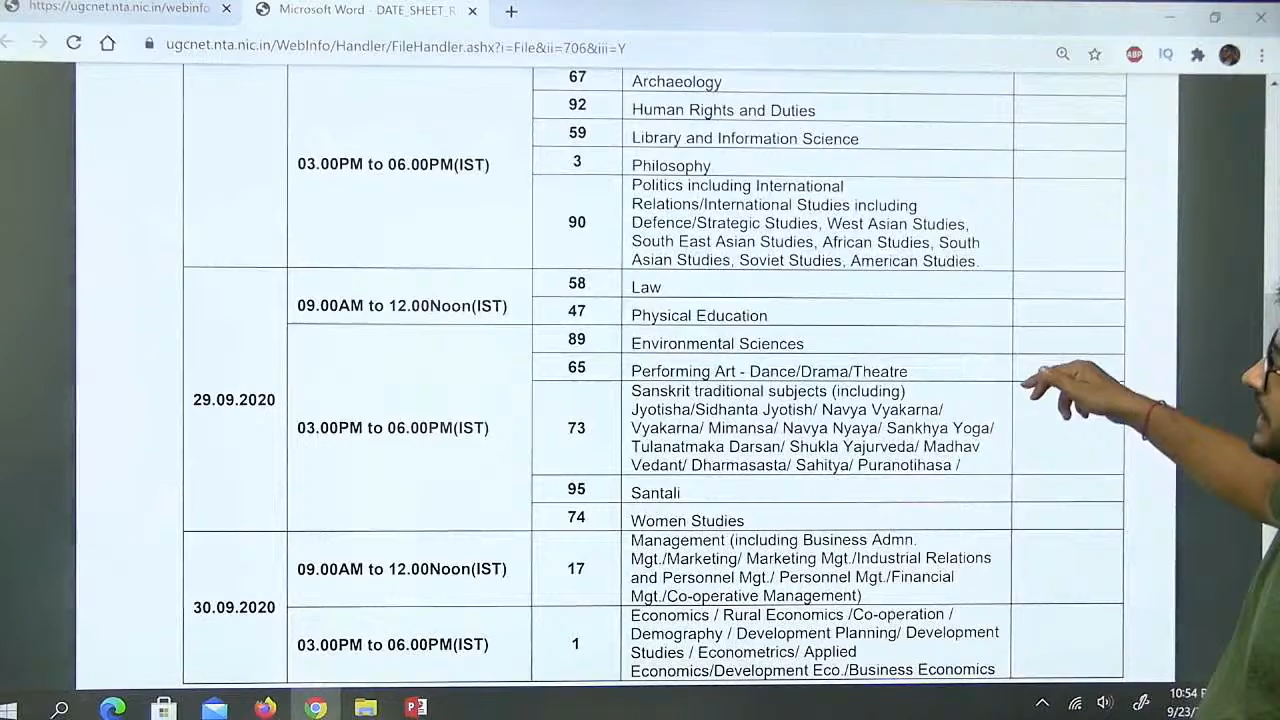 https://ugcnet.nta.nic.in/webinfo
Microsoft Word - DATE_SHEET_R
ugcnet.nta.nic.in/WebInfo/Handler/FileHandler.ashx?i=File&ii=706&iii=Y
ABP
IQ
67 Archaeology
92 Human Rights and Duties
59 Library and Information Science
03.00PM to 06.00PM(IST)
3 Philosophy
90
Politics including International
Relations/International Studies including
Defence/Strategic Studies, West Asian Studies,
South East Asian Studies, African Studies, South
Asian Studies, Soviet Studies, American Studies.
29.09.2020
09.00AM to 12.00Noon(IST)
58 Law
47 Physical Education
03.00PM to 06.00PM(IST)
89 Environmental Sciences
65 Performing Art - Dance/Drama/Theatre
73
Sanskrit traditional subjects (including)
Jyotisha/Sidhanta Jyotish/ Navya Vyakarna/
Vyakarna/ Mimansa/ Navya Nyaya/ Sankhya Yoga/
Tulanatmaka Darsan/ Shukla Yajurveda/ Madhav
Vedant/ Dharmasasta/ Sahitya/ Puranotihasa /
95 Santali
74 Women Studies
30.09.2020
09.00AM to 12.00Noon(IST)
17
Management (including Business Admn.
Mgt./Marketing/ Marketing Mgt./Industrial Relations
and Personnel Mgt./ Personnel Mgt./Financial
Mgt./Co-operative Management)
03.00PM to 06.00PM(IST)
1
Economics / Rural Economics /Co-operation /
Demography / Development Planning/ Development
Studies / Econometrics/ Applied
Economics/Development Eco./Business Economics
10:54
9/23/